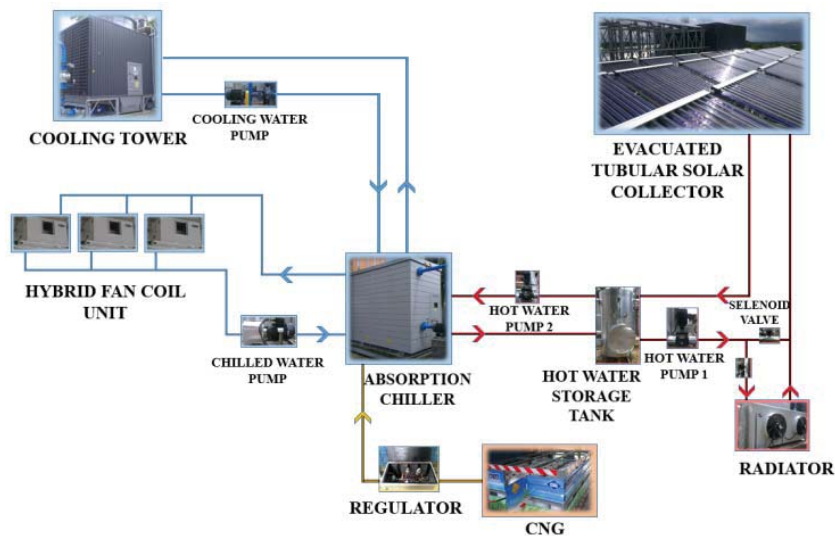 COOLING TOWER
COOLING WATER
PUMP
EVACUATED
TUBULAR SOLAR
COLLECTOR
HYBRID FAN COIL
UNIT
CHILLED WATER
PUMP
ABSORPTION
CHILLER
HOT WATER
PUMP 2
HOT WATER
STORAGE
TANK
HOT WATER
PUMP 1
SELENOID
VALVE
RADIATOR
REGULATOR
CNG